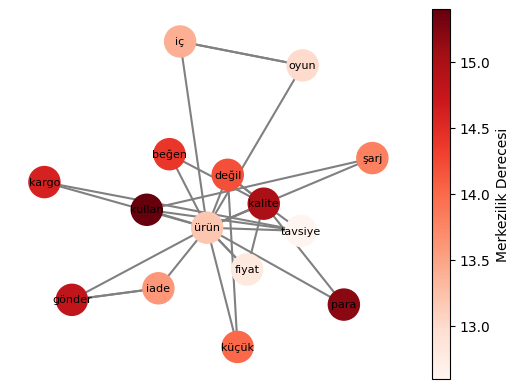 iç
oyun
beğen
şarj
değil
kargo
kullan
kalite
ürün
tavsiye
fiyat
iade
gönder
para
küçük
15.0
14.5
14.0
13.5
13.0
Merkezilik Derecesi